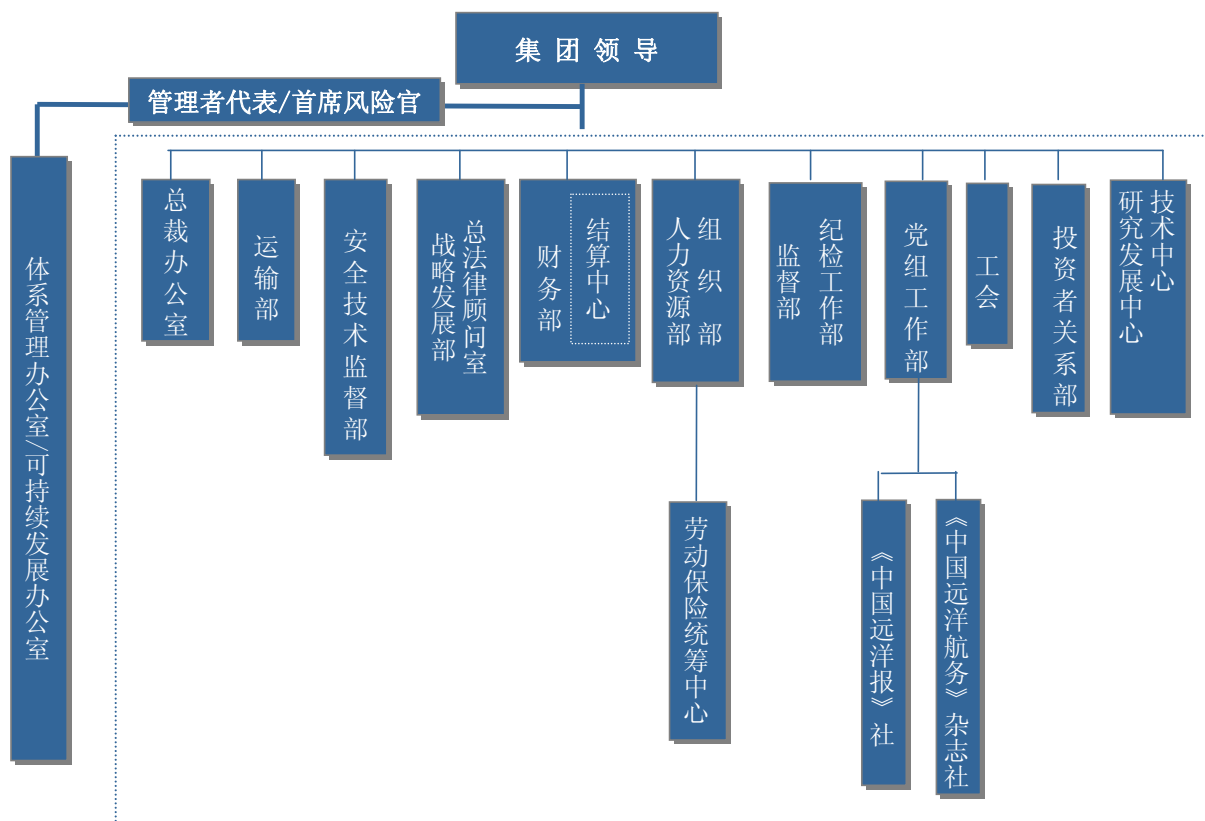 集团领导
管理者代表/首席风险官
体系管理办公室/可持续发展办公室
总裁办公室
运输部
安全技术监督部
总法律顾问室
战略发展部
结算中心
财务部
组织部
人力资源部
纪检工作部
监督部
党组工作部
工会
投资者关系部
技术中心
研究发展中心
劳动保险统筹中心
《中国远洋报》社
《中国远洋航务》杂志社